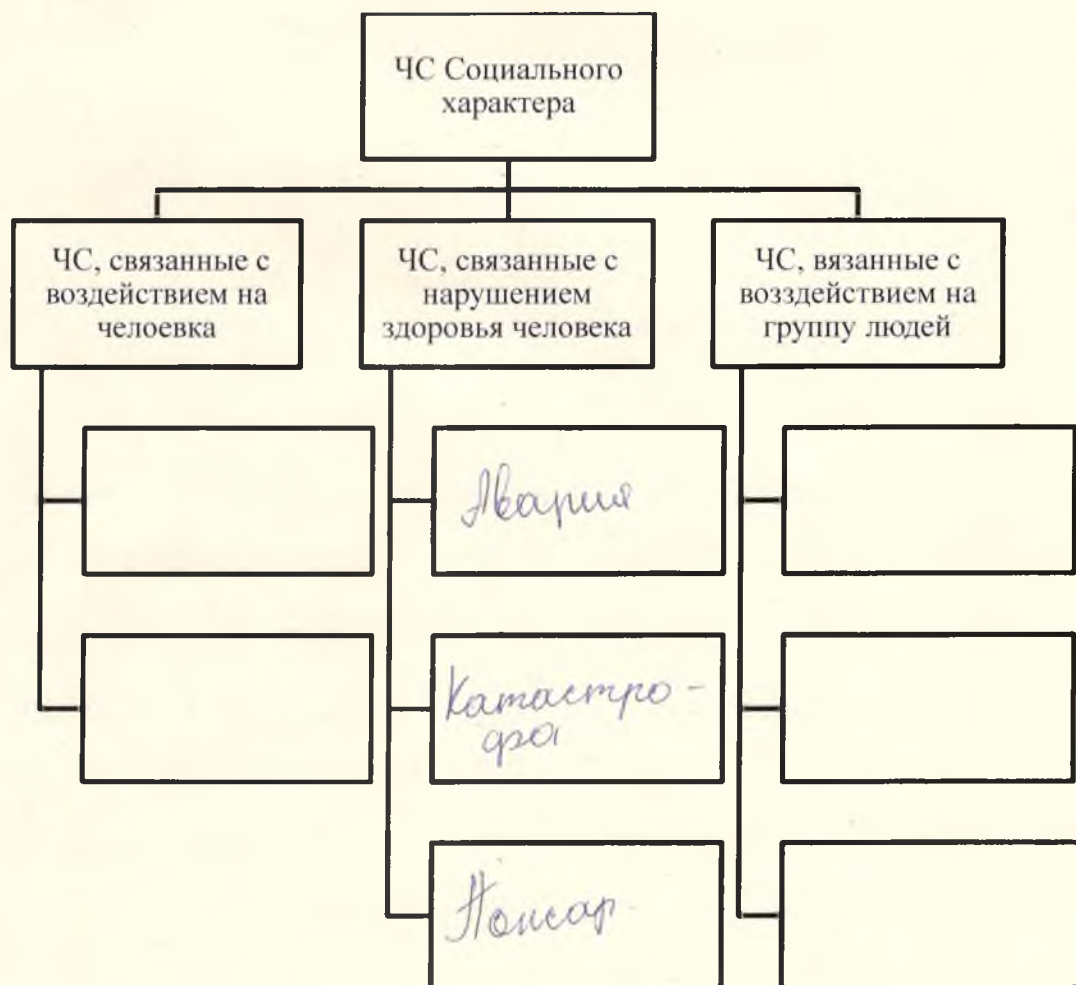 ЧС Социального
характера
ЧС, связанные с
воздействием на
челоевка
ЧС, связанные с
нарушением
здоровья человека
ЧС, вязанные с
возздействием на
группу людей
Авария
Катастро-
фа
Пожар